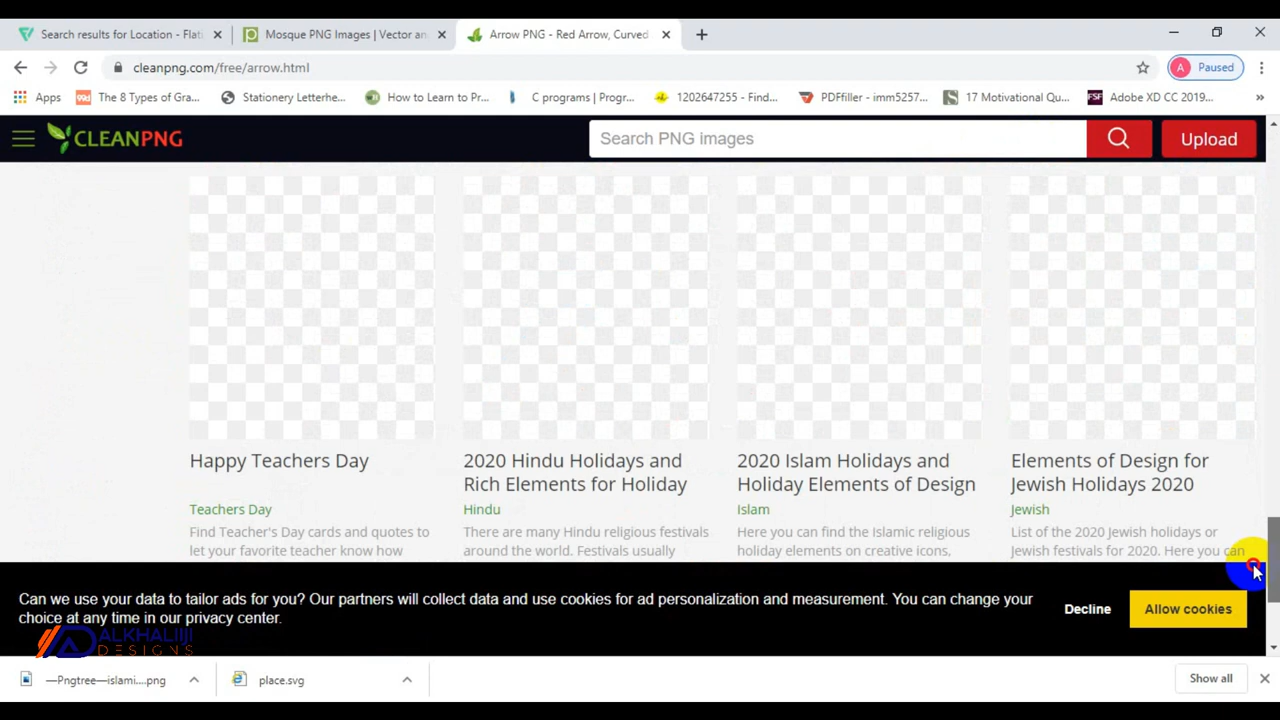 Search results for Location - Flati
Mosque PNG Images | Vector an
Arrow PNG - Red Arrow, Curved
cleanpng.com/free/arrow.html
A Paused
Apps
99d The 8 Types of Gra...
Stationery Letterhe...
How to Learn to Pr...
C programs | Progr...
1202647255 - Find...
PDFfiller - imm5257...
17 Motivational Qu...
FSF Adobe XD CC 2019...
CLEANPNG
Search PNG images
Upload
Happy Teachers Day
Teachers Day
Find Teacher's Day cards and quotes to
let your favorite teacher know how
2020 Hindu Holidays and
Rich Elements for Holiday
Hindu
There are many Hindu religious festivals
around the world. Festivals usually
2020 Islam Holidays and
Holiday Elements of Design
Islam
Here you can find the Islamic religious
holiday elements on creative icons,
Elements of Design for
Jewish Holidays 2020
Jewish
List of the 2020 Jewish holidays or
Jewish festivals for 2020. Here you can
Can we use your data to tailor ads for you? Our partners will collect data and use cookies for ad personalization and measurement. You can change your
choice at any time in our privacy center.
Decline
Allow cookies
ALKHALIIJI
DESIGNS
—Pngtree—islami....png
place.svg
Show all